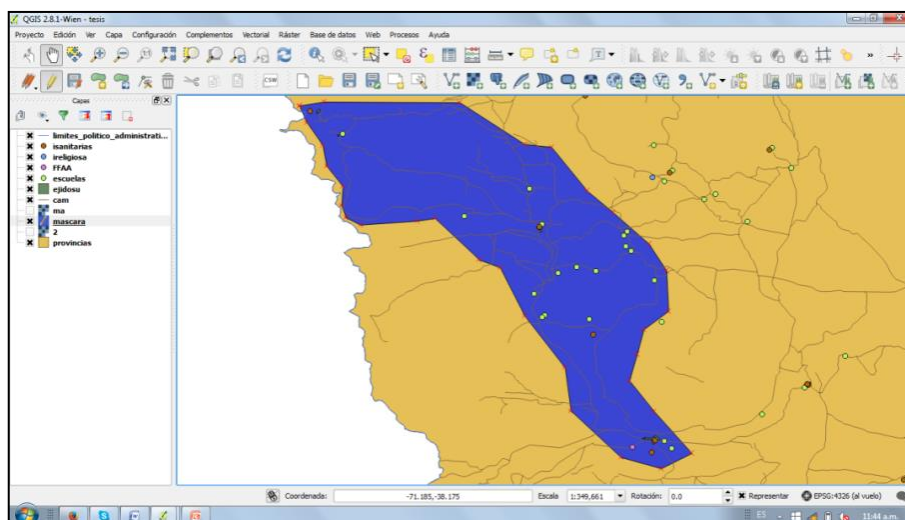 QGIS 2.8.1-Wien - tesis
Proyecto Edición Ver Capa Configuración Complementos Vectorial Ráster Base de datos Web Procesos Ayuda
CSW
Capas
limites_politico_administrati...
isanitarias
ireligiosa
FFAA
escuelas
ejidosu
cam
ma
mascara
2
provincias
Coordenada: -71.185,-38.175 Escala 1:349,661 Rotación: 0.0 Representar EPSG:4326 (al vuelo)
ES 11:44 a.m.